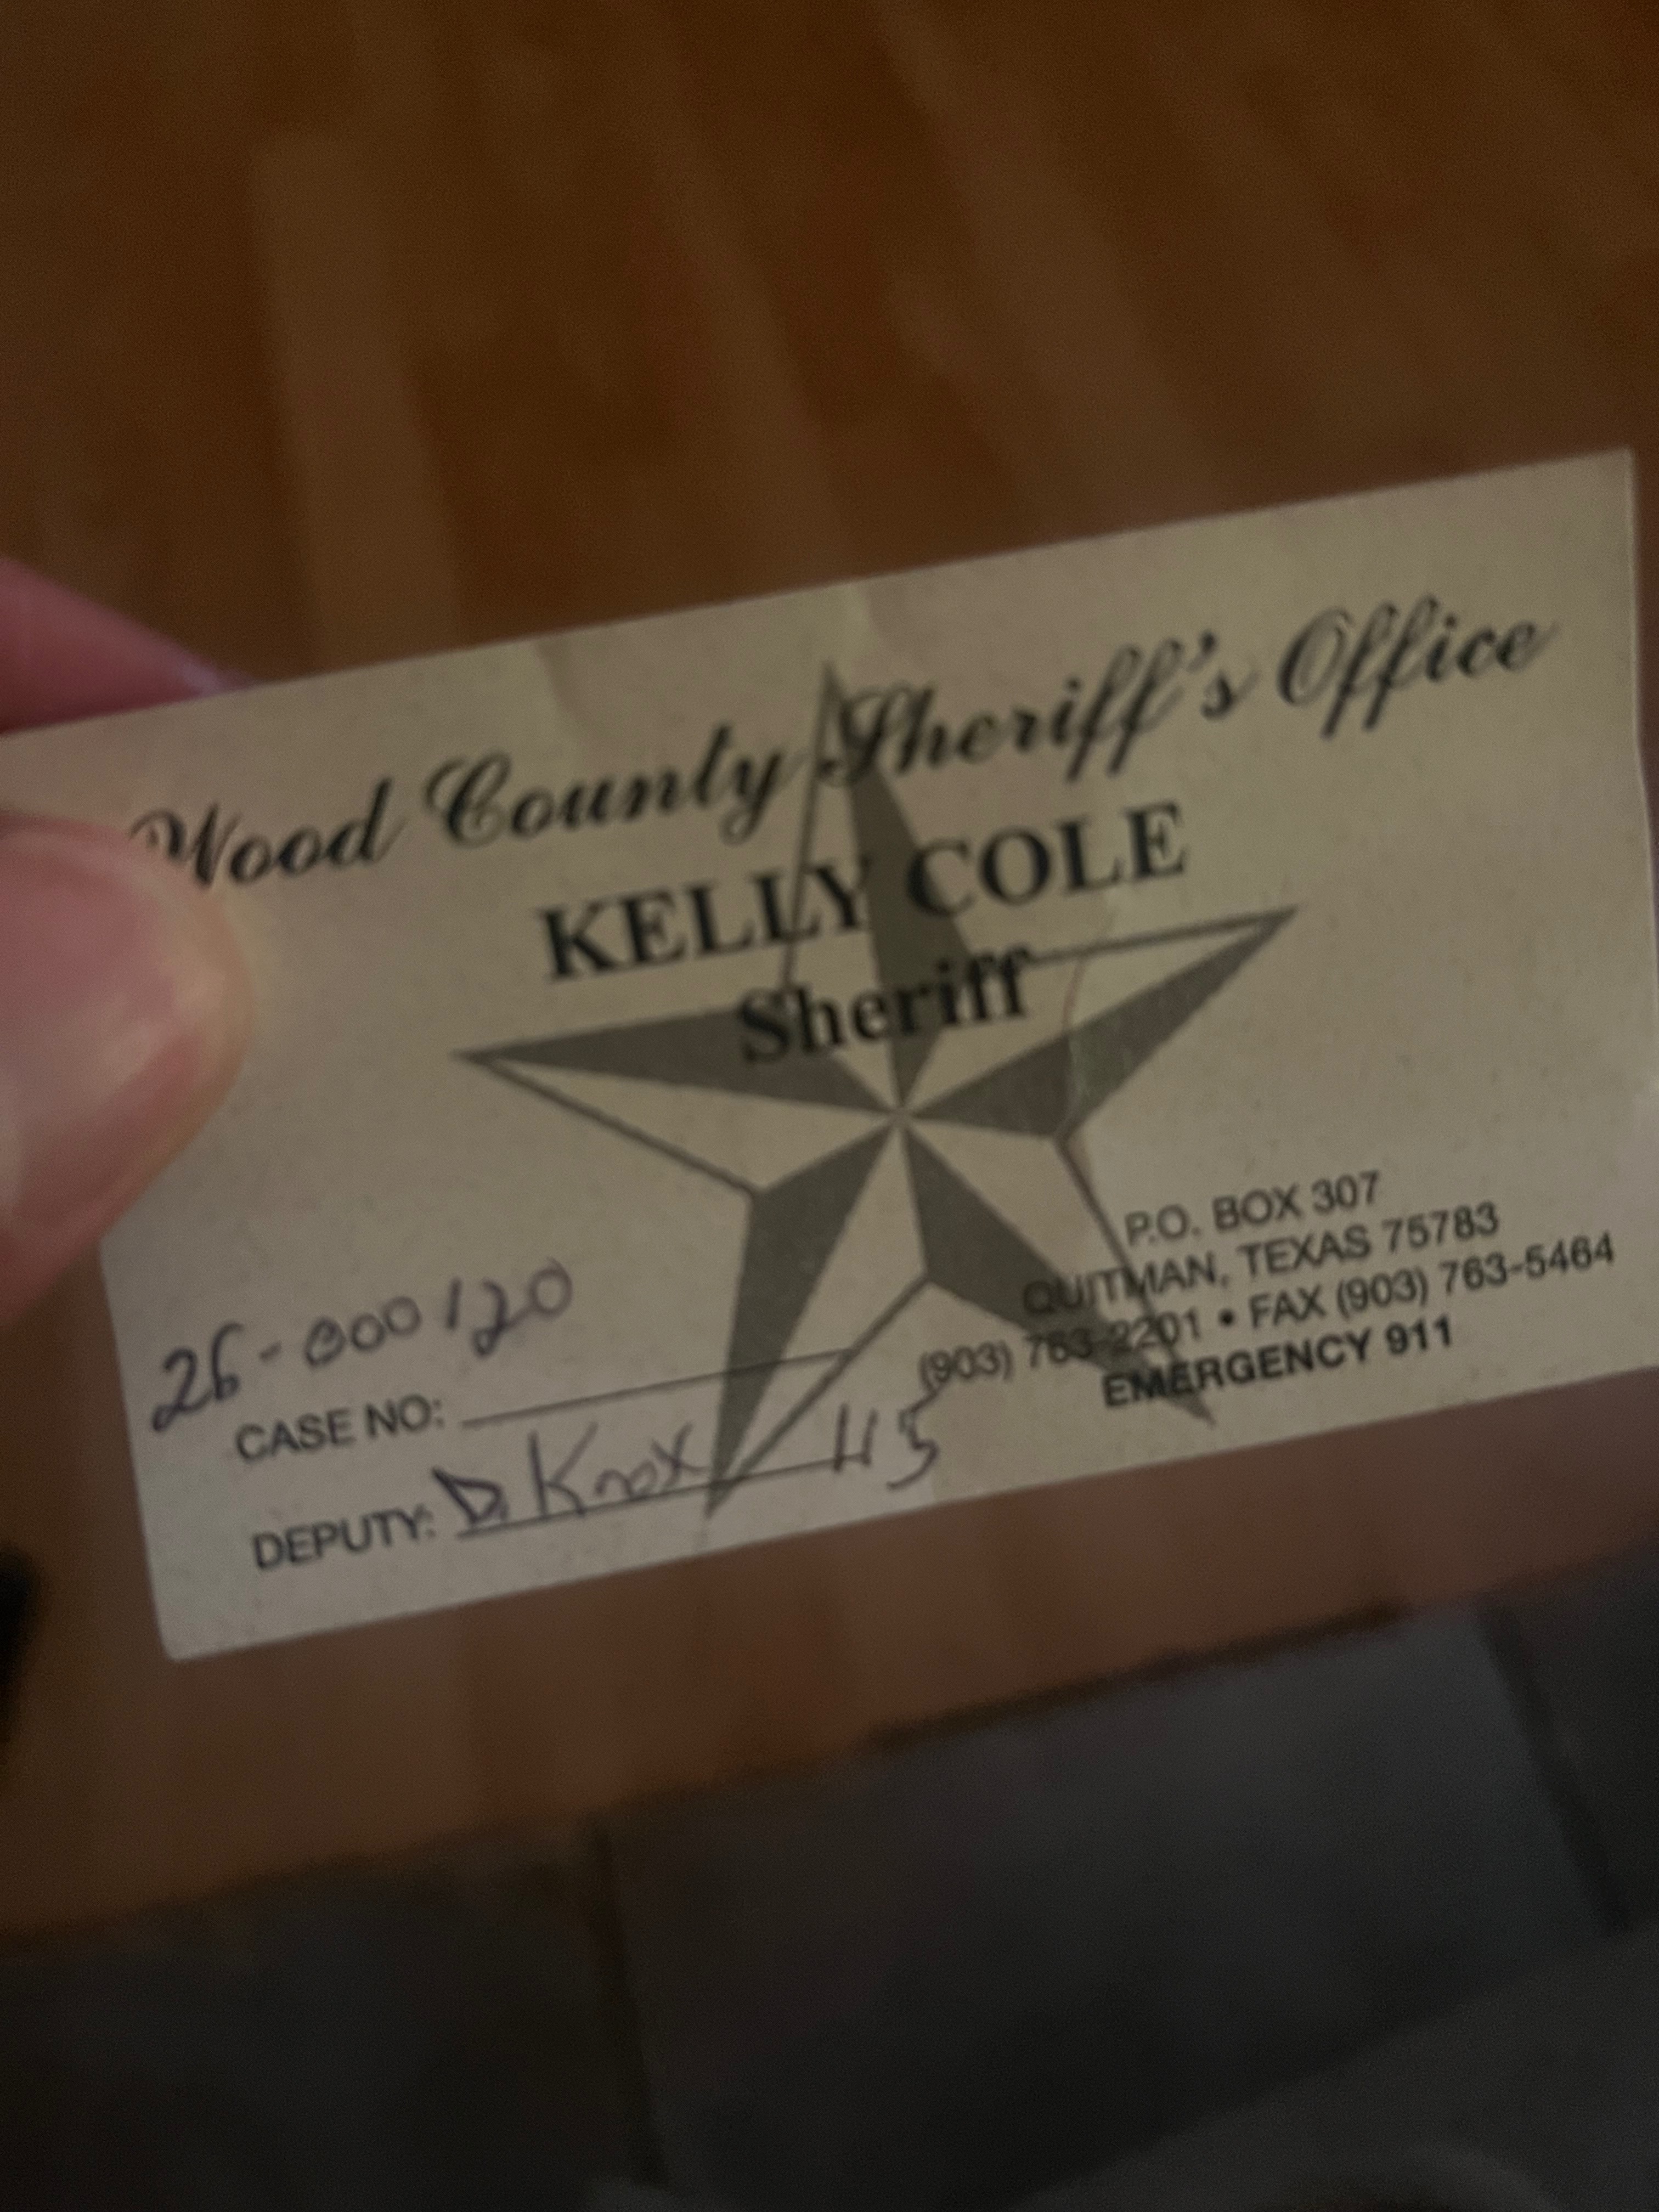 Wood County Sheriff's Office
KELLY COLE
Sheriff
P.O. BOX 307
QUITMAN, TEXAS 75783
(903) 763-2201 • FAX (903) 763-5464
EMERGENCY 911
26-000120
CASE NO:
DEPUTY: D. Knox 115